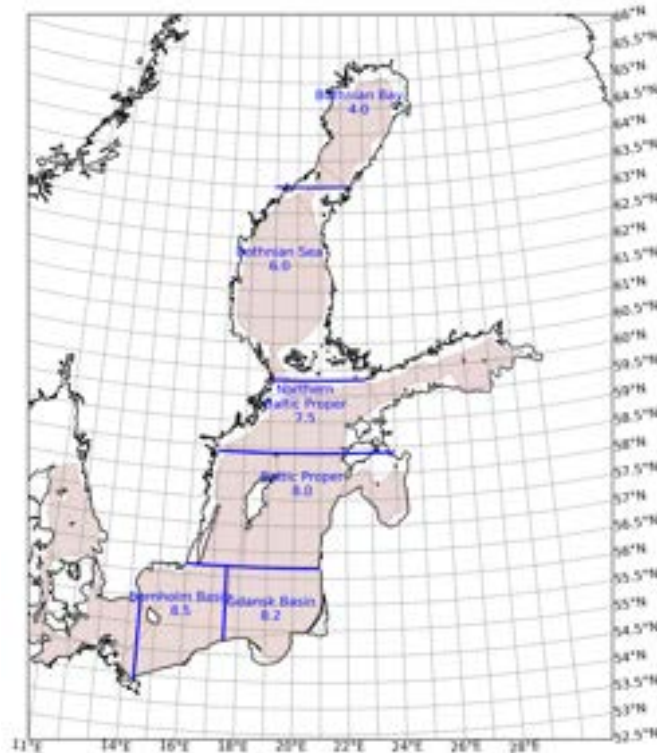 66°N
65.5°N
65°N
64.5°N
64°N
63.5°N
63°N
62.5°N
62°N
61.5°N
61°N
60.5°N
60°N
59.5°N
59°N
58.5°N
58°N
57.5°N
57°N
56.5°N
56°N
55.5°N
55°N
54.5°N
54°N
53.5°N
53°N
52.5°N
Bothnian Bay
4.0
Bothnian Sea
6.0
Northern
Baltic Proper
7.5
Baltic Proper
8.0
Bornholm Basin
8.5
Gdansk Basin
8.2
11°E
14°E
16°E
18°E
20°E
22°E
24°E
26°E
28°E